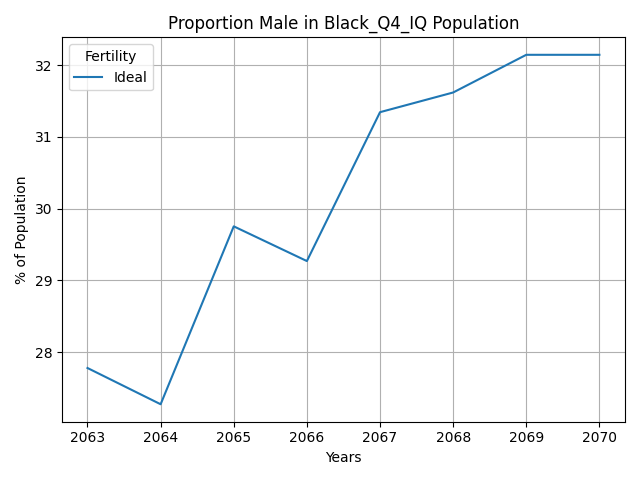 Proportion Male in Black_Q4_IQ Population
Fertility
Ideal
% of Population
32
31
30
29
28
2063 2064 2065 2066 2067 2068 2069 2070
Years